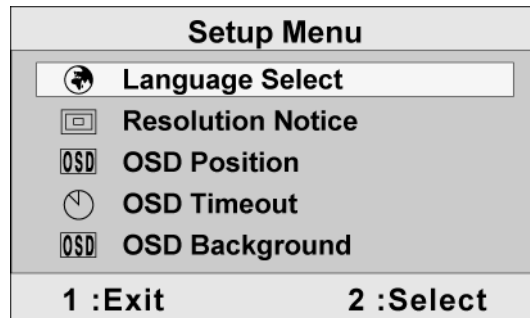 Setup Menu
Language Select
Resolution Notice
OSD OSD Position
OSD Timeout
OSD OSD Background
1 :Exit 2 :Select